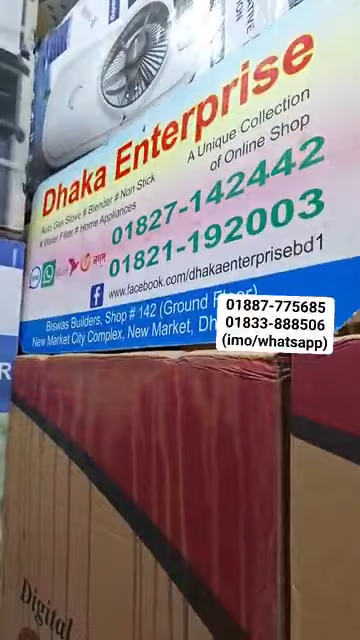 Dhaka Enterprise
A Unique Collection
of Online Shop
Auto Gas Stove # Blender # Non Stick
# Water Filter # Home Appliances
01827-142442
01821-192003
imo
নগদ
www.facebook.com/dhakaenterprisebd1
Biswas Builders, Shop # 142 (Ground Floor)
New Market City Complex, New Market, Dh
01887-775685
01833-888506
(imo/whatsapp)
Digital